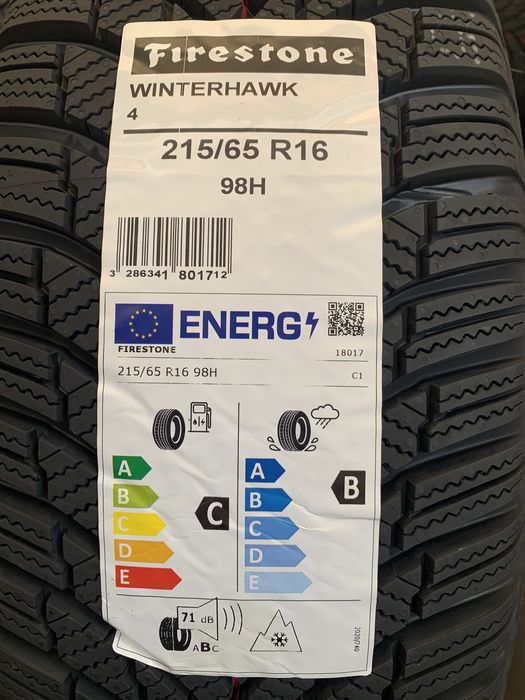 Firestone
WINTERHAWK
4
215/65 R16
98H
3 286341 801712
ENERG
FIRESTONE
18017
215/65 R16 98H
C1
A
B
C
D
E
C
A
B
C
D
E
B
71 dB
ABC
2020/740